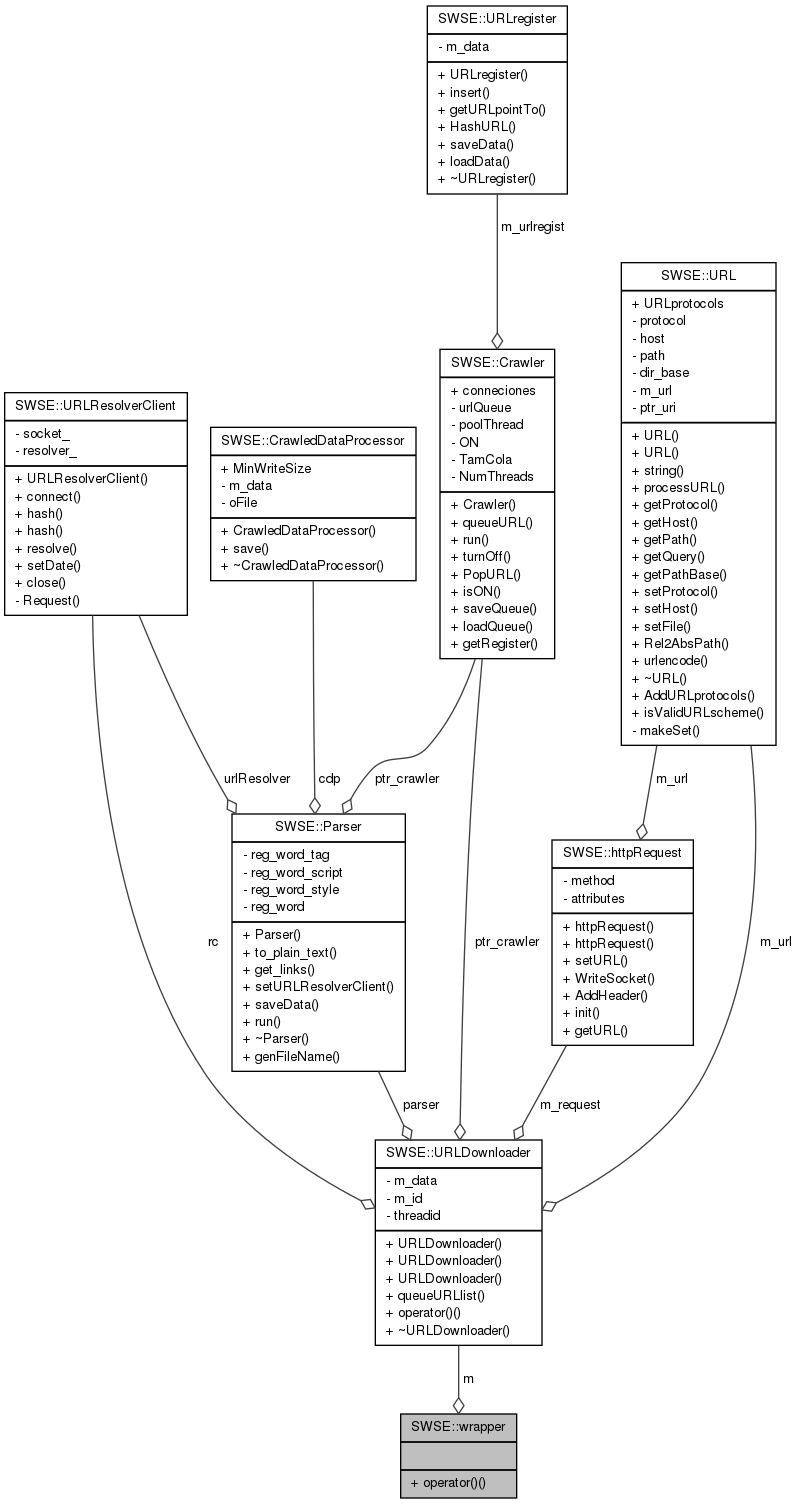 SWSE::URLregister
- m_data
+ URLregister()
+ insert()
+ getURLpointTo()
+ HashURL()
+ saveData()
+ loadData()
+ ~URLregister()
m_urlregist
SWSE::URL
+ URLprotocols
- protocol
- host
- path
- dir_base
- m_url
- ptr_uri
+ URL()
+ URL()
+ string()
+ processURL()
+ getProtocol()
+ getHost()
+ getPath()
+ getQuery()
+ getPathBase()
+ setProtocol()
+ setHost()
+ setFile()
+ Rel2AbsPath()
+ urlencode()
+ ~URL()
+ AddURLprotocols()
+ isValidURLscheme()
- makeSet()
SWSE::Crawler
+ conneciones
- urlQueue
- poolThread
- ON
- TamCola
- NumThreads
+ Crawler()
+ queueURL()
+ run()
+ turnOff()
+ PopURL()
+ isON()
+ saveQueue()
+ loadQueue()
+ getRegister()
SWSE::URLResolverClient
- socket_
- resolver_
+ URLResolverClient()
+ connect()
+ hash()
+ hash()
+ resolve()
+ setDate()
+ close()
- Request()
SWSE::CrawledDataProcessor
+ MinWriteSize
- m_data
- oFile
+ CrawledDataProcessor()
+ save()
+ ~CrawledDataProcessor()
urlResolver
cdp
ptr_crawler
m_url
SWSE::Parser
- reg_word_tag
- reg_word_script
- reg_word_style
- reg_word
+ Parser()
+ to_plain_text()
+ get_links()
+ setURLResolverClient()
+ saveData()
+ run()
+ ~Parser()
+ genFileName()
SWSE::httpRequest
- method
- attributes
+ httpRequest()
+ httpRequest()
+ setURL()
+ WriteSocket()
+ AddHeader()
+ init()
+ getURL()
rc
ptr_crawler
m_url
parser
m_request
SWSE::URLDownloader
- m_data
- m_id
- threadid
+ URLDownloader()
+ URLDownloader()
+ URLDownloader()
+ queueURLlist()
+ operator()()
+ ~URLDownloader()
m
SWSE::wrapper
+ operator()()